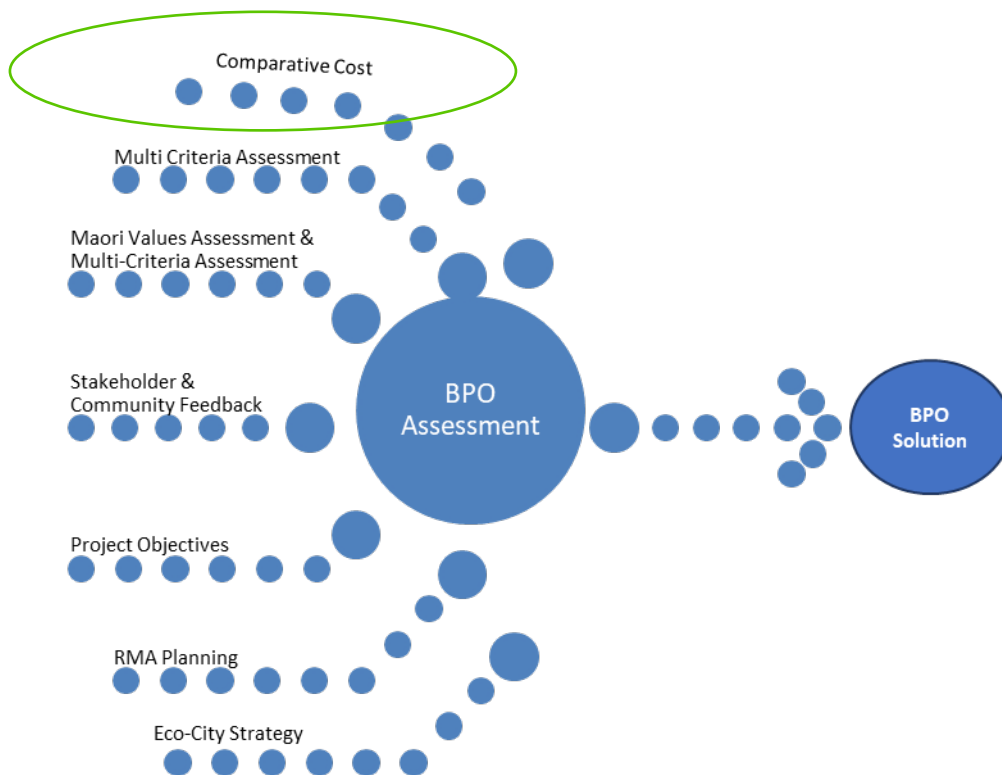 Comparative Cost
Multi Criteria Assessment
Maori Values Assessment &
Multi-Criteria Assessment
Stakeholder &
Community Feedback
BPO
Assessment
BPO
Solution
Project Objectives
RMA Planning
Eco-City Strategy